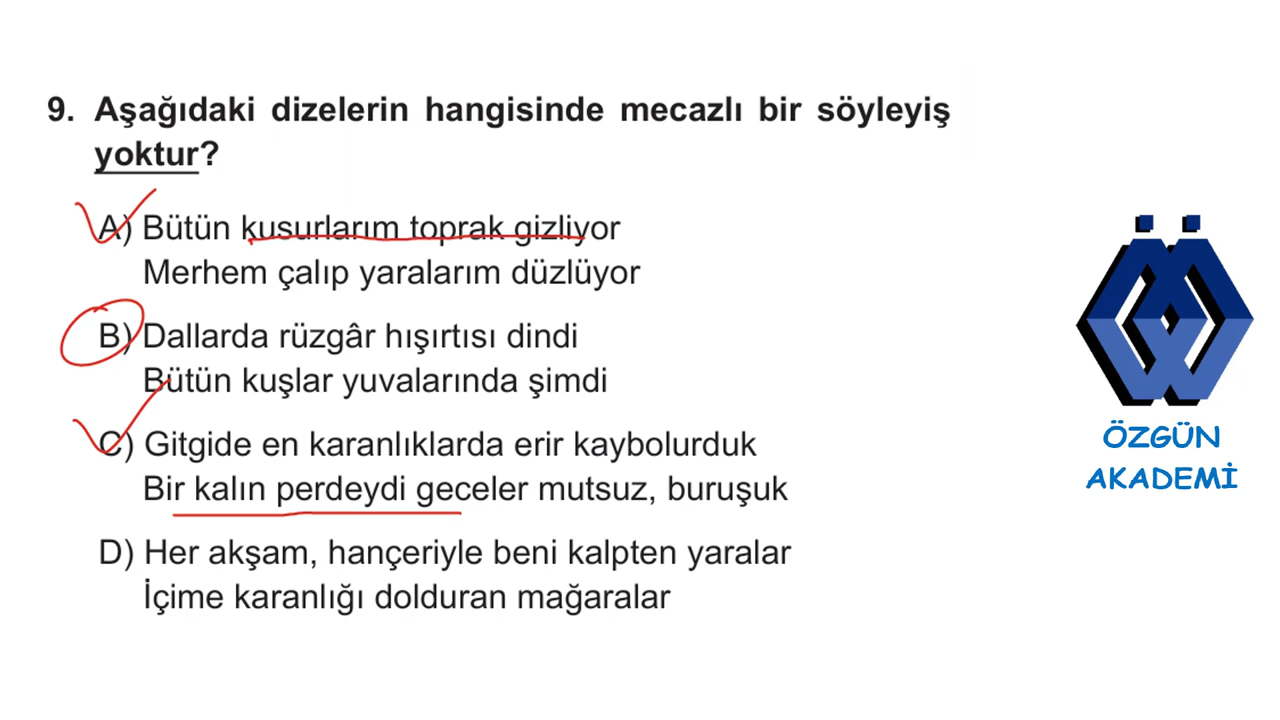 9. Aşağıdaki dizelerin hangisinde mecazlı bir söyleyiş
yoktur?
A) Bütün kusurlarım toprak gizliyor
Merhem çalıp yaralarım düzlüyor
B) Dallarda rüzgâr hışırtısı dindi
Bütün kuşlar yuvalarında şimdi
C) Gitgide en karanlıklarda erir kaybolurduk
Bir kalın perdeydi geceler mutsuz, buruşuk
D) Her akşam, hançeriyle beni kalpten yaralar
İçime karanlığı dolduran mağaralar
ÖZGÜN
AKADEMİ